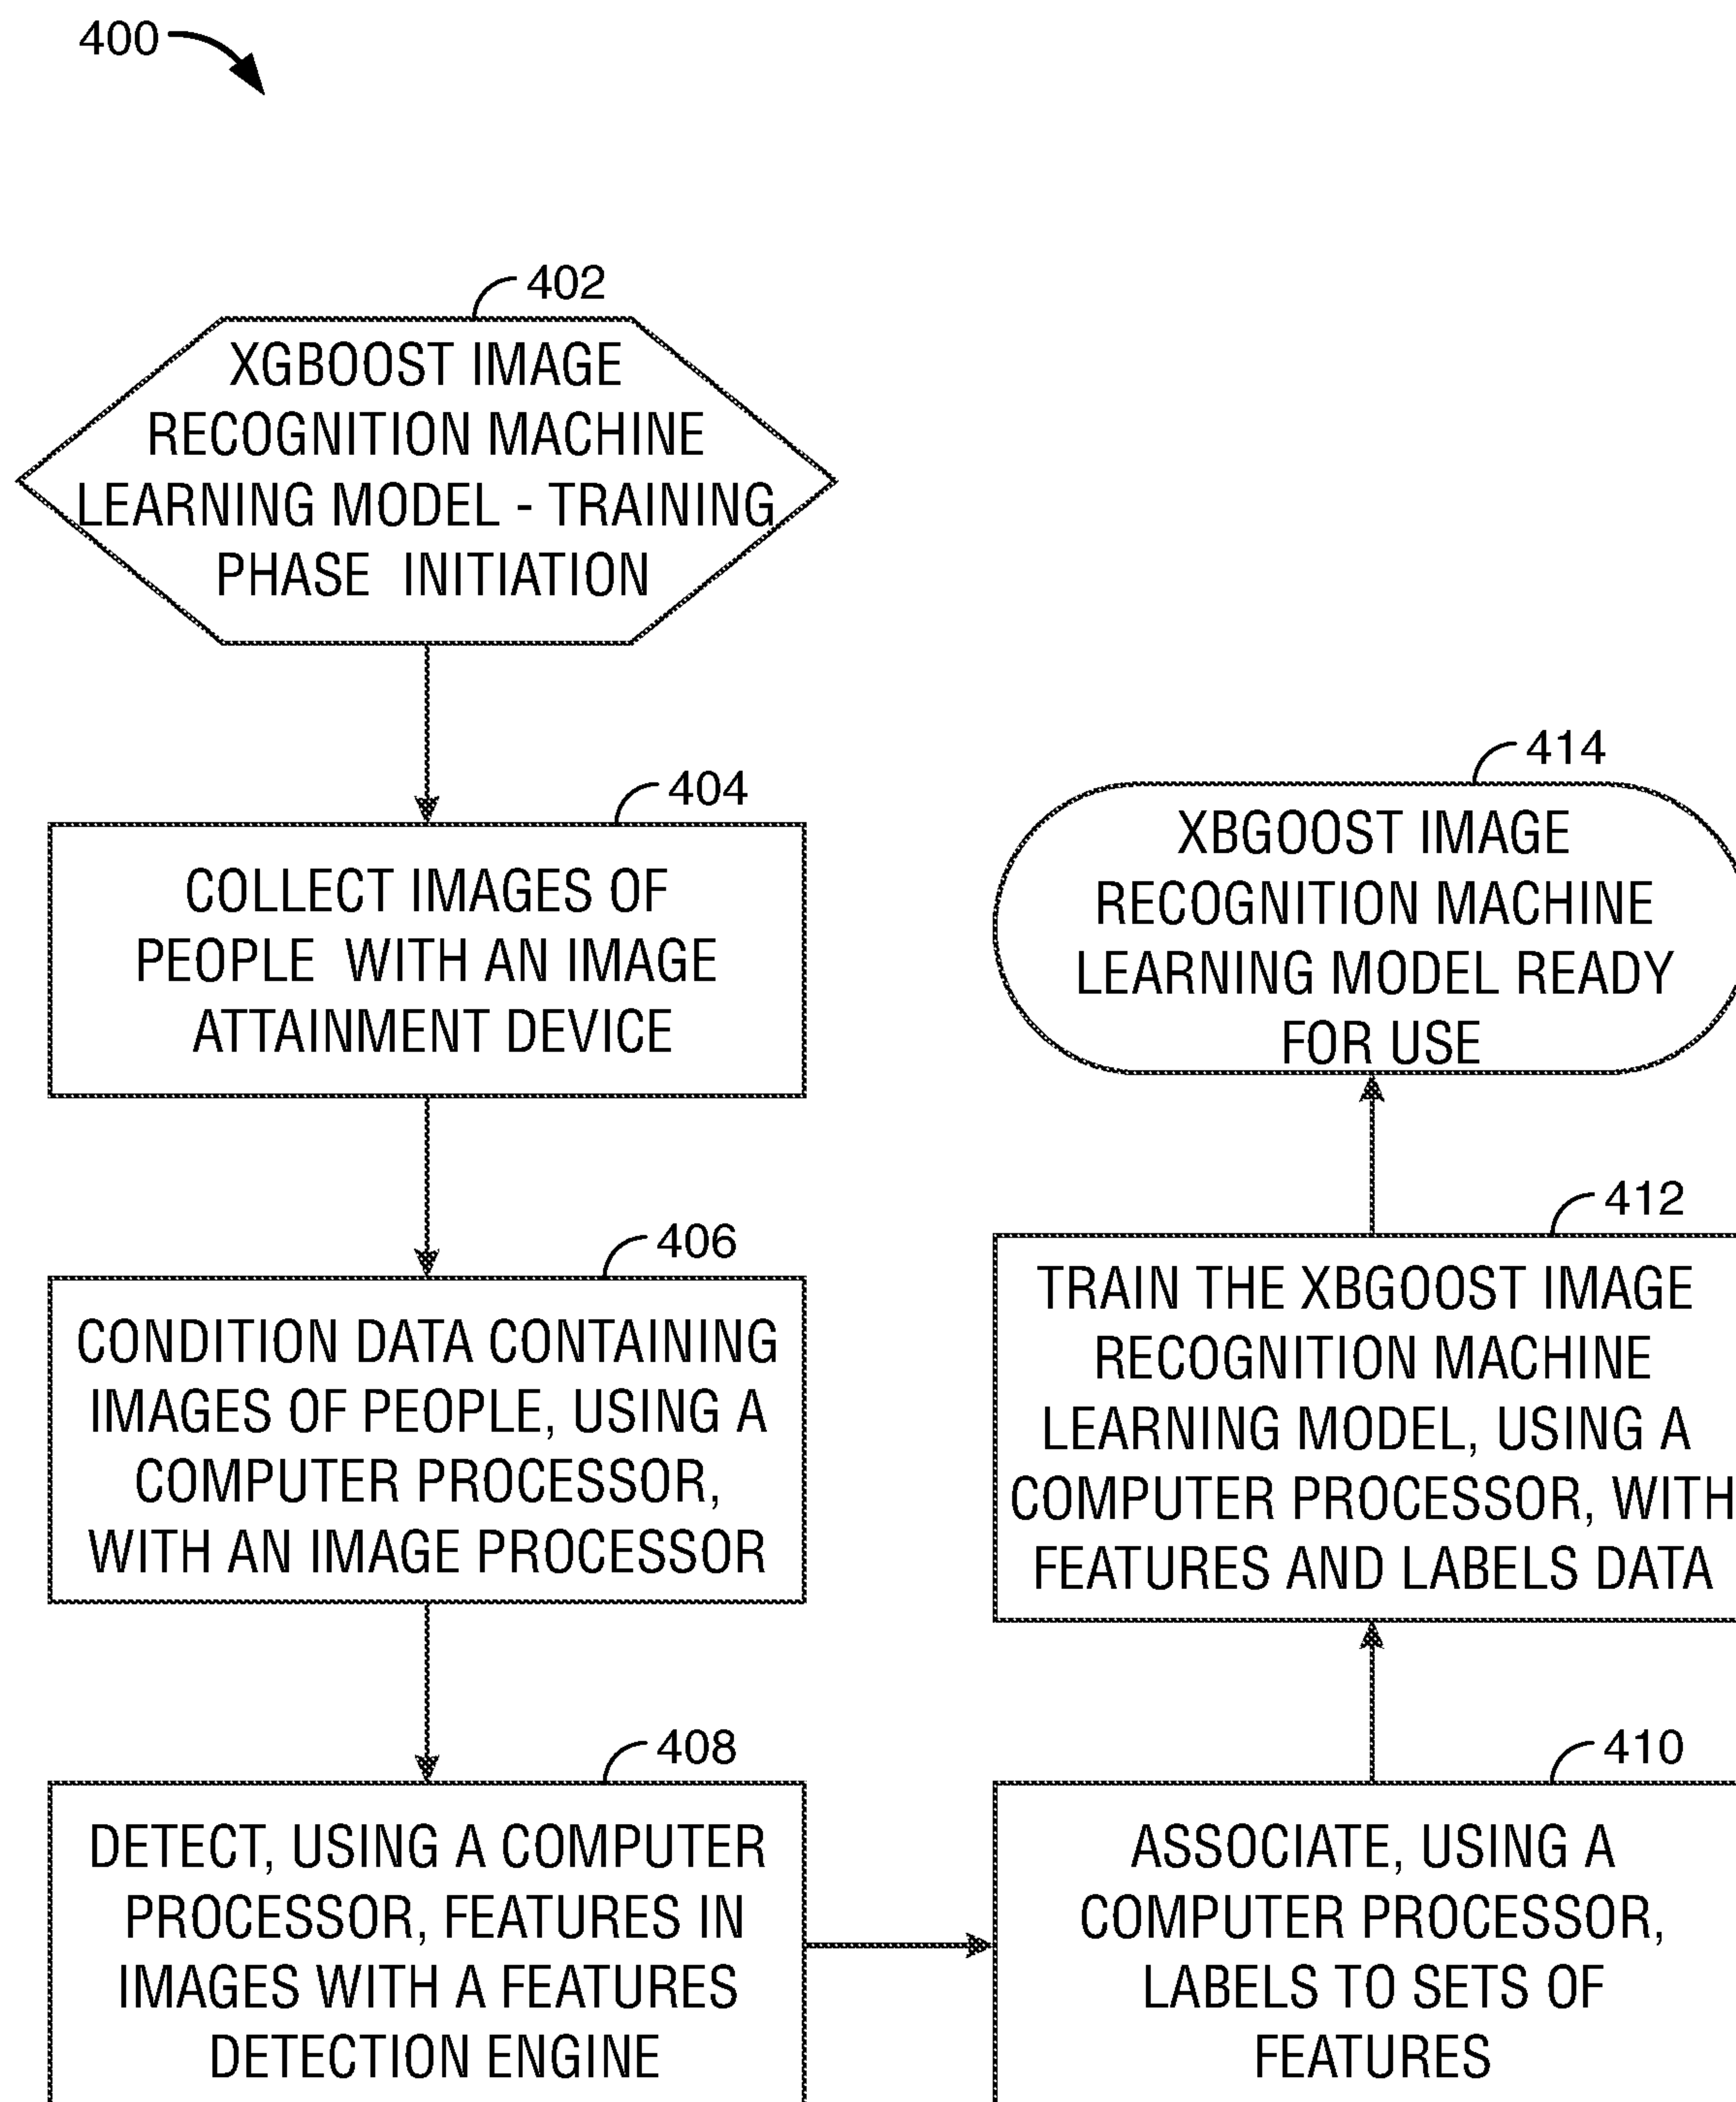 400
402
XGBOOST IMAGE
RECOGNITION MACHINE
LEARNING MODEL - TRAINING
PHASE INITIATION
404
COLLECT IMAGES OF
PEOPLE WITH AN IMAGE
ATTAINMENT DEVICE
406
CONDITION DATA CONTAINING
IMAGES OF PEOPLE, USING A
COMPUTER PROCESSOR,
WITH AN IMAGE PROCESSOR
408
DETECT, USING A COMPUTER
PROCESSOR, FEATURES IN
IMAGES WITH A FEATURES
DETECTION ENGINE
410
ASSOCIATE, USING A
COMPUTER PROCESSOR,
LABELS TO SETS OF
FEATURES
412
TRAIN THE XBGOOST IMAGE
RECOGNITION MACHINE
LEARNING MODEL, USING A
COMPUTER PROCESSOR, WITH
FEATURES AND LABELS DATA
414
XBGOOST IMAGE
RECOGNITION MACHINE
LEARNING MODEL READY
FOR USE